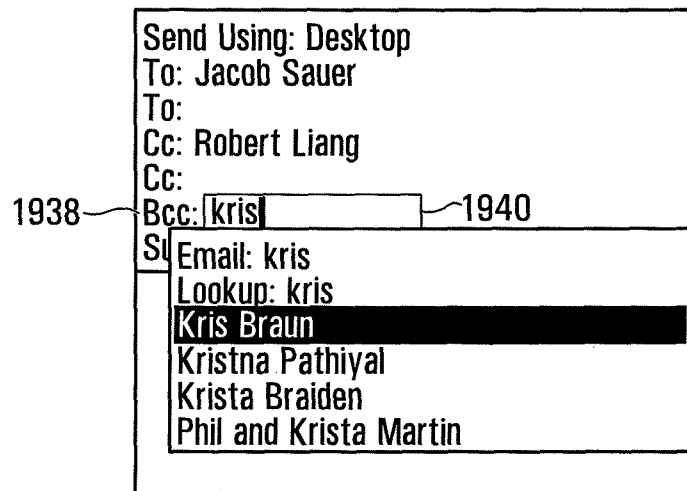 Send Using: Desktop
To: Jacob Sauer
To:
Cc: Robert Liang
Cc:
1938 Bcc: kris 1940
Su
Email: kris
Lookup: kris
Kris Braun
Kristna Pathiyal
Krista Braiden
Phil and Krista Martin